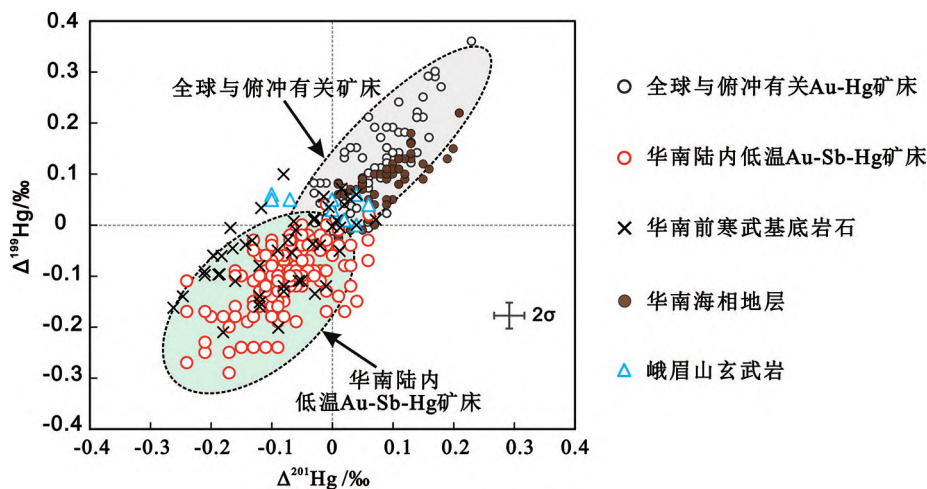 0.4
0.3
0.2
0.1
0
-0.1
-0.2
-0.3
-0.4
Δ¹⁹⁹Hg/‰
-0.4
-0.3
-0.2
-0.1
0
0.1
0.2
0.3
0.4
Δ²⁰¹Hg/‰
全球与俯冲有关矿床
2σ
华南陆内
低温Au-Sb-Hg矿床
全球与俯冲有关Au-Hg矿床
华南陆内低温Au-Sb-Hg矿床
华南前寒武基底岩石
华南海相地层
峨眉山玄武岩